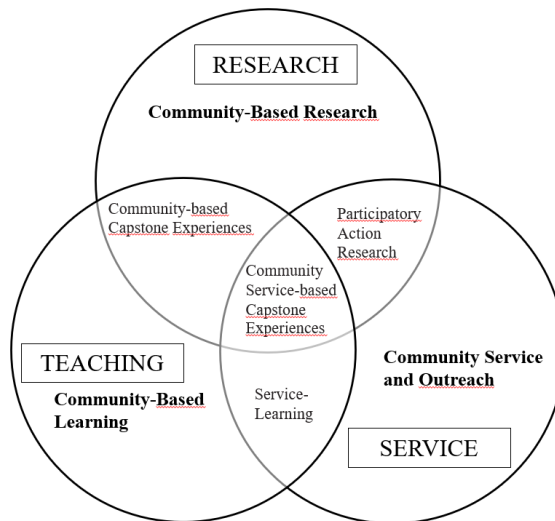 RESEARCH
Community-Based Research
Community-based
Capstone Experiences
Participatory
Action
Research
Community
Service-based
Capstone
Experiences
TEACHING
Community-Based
Learning
Community Service
and Outreach
Service-
Learning
SERVICE